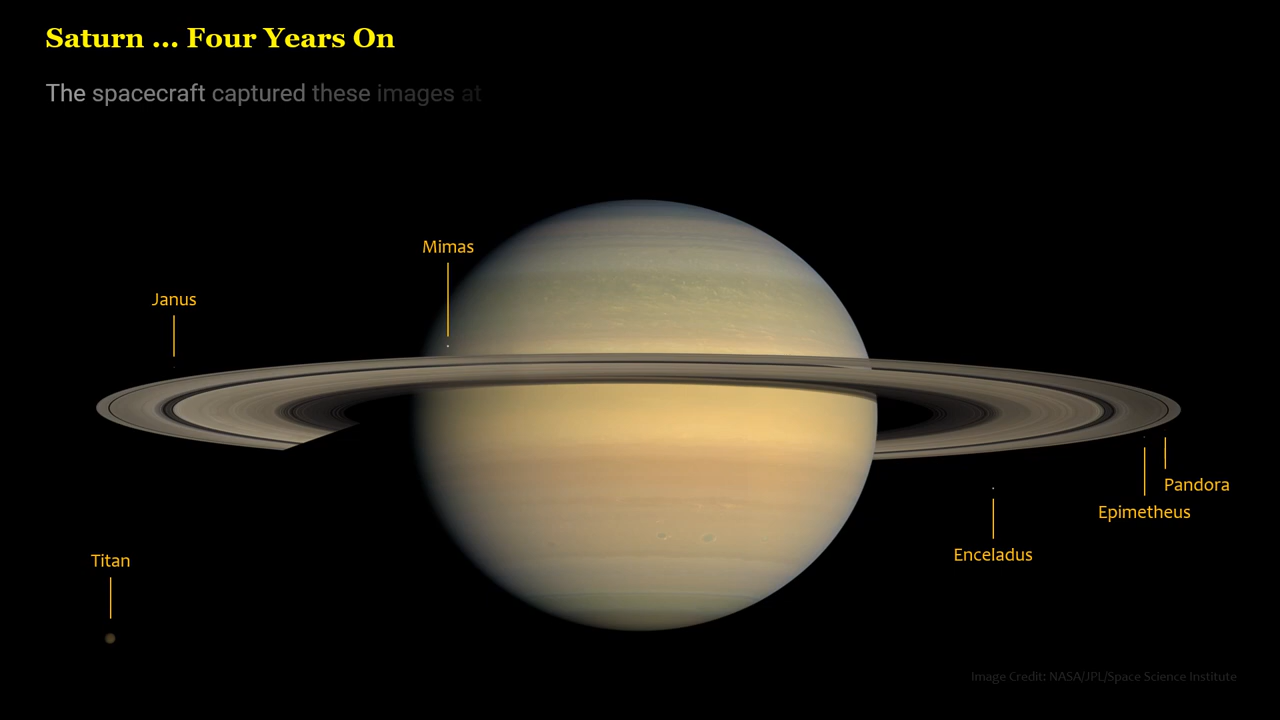 Saturn ... Four Years On
The spacecraft captured these images at
Mimas
Janus
Pandora
Epimetheus
Enceladus
Titan
Image Credit: NASA/JPL/Space Science Institute